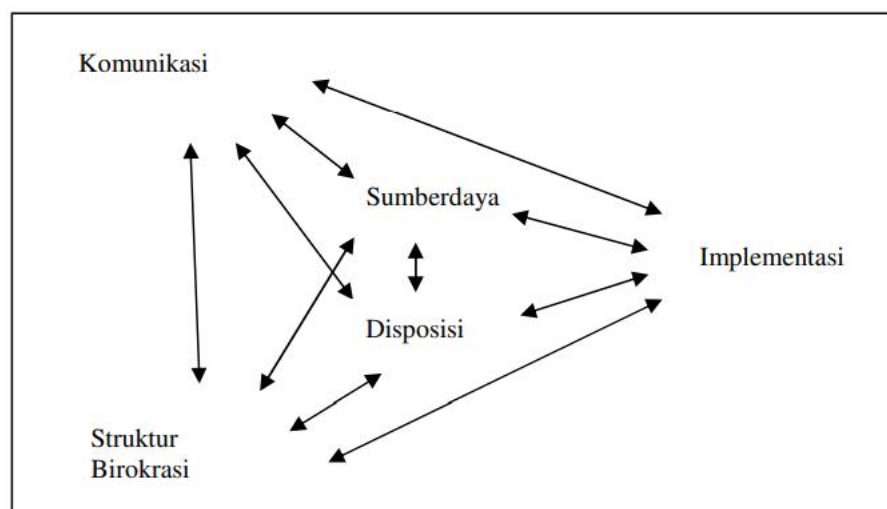 Komunikasi
Sumberdaya
Implementasi
Disposisi
Struktur
Birokrasi